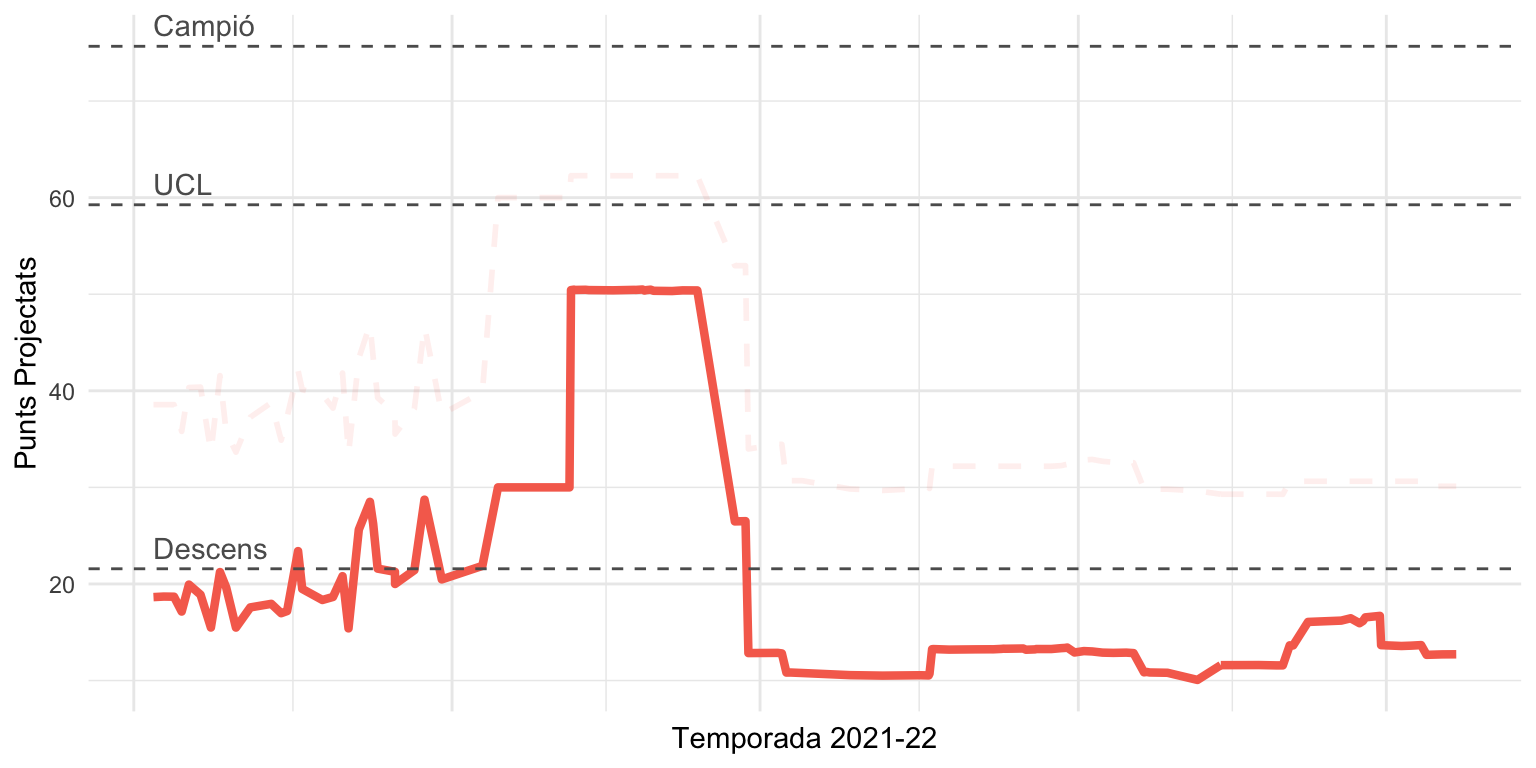 Campió
UCL
60
40
Descens
20
Punts Projectats
Temporada 2021-22